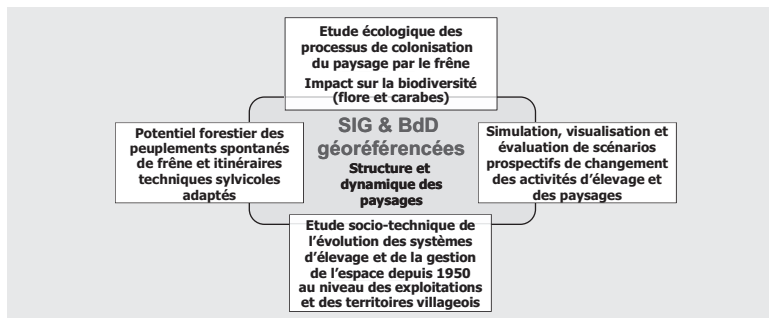 Etude écologique des
processus de colonisation
du paysage par le frêne
Impact sur la biodiversité
(flore et carabes)
Potentiel forestier des
peuplements spontanés
de frêne et itinéraires
techniques sylvicoles
adaptés
SIG & BdD
géoréférencées
Structure et
dynamique des
paysages
Simulation, visualisation et
évaluation de scénarios
prospectifs de changement
des activités d’élevage et
des paysages
Etude socio-technique de
l’évolution des systèmes
d’élevage et de la gestion
de l’espace depuis 1950
au niveau des exploitations
et des territoires villageois